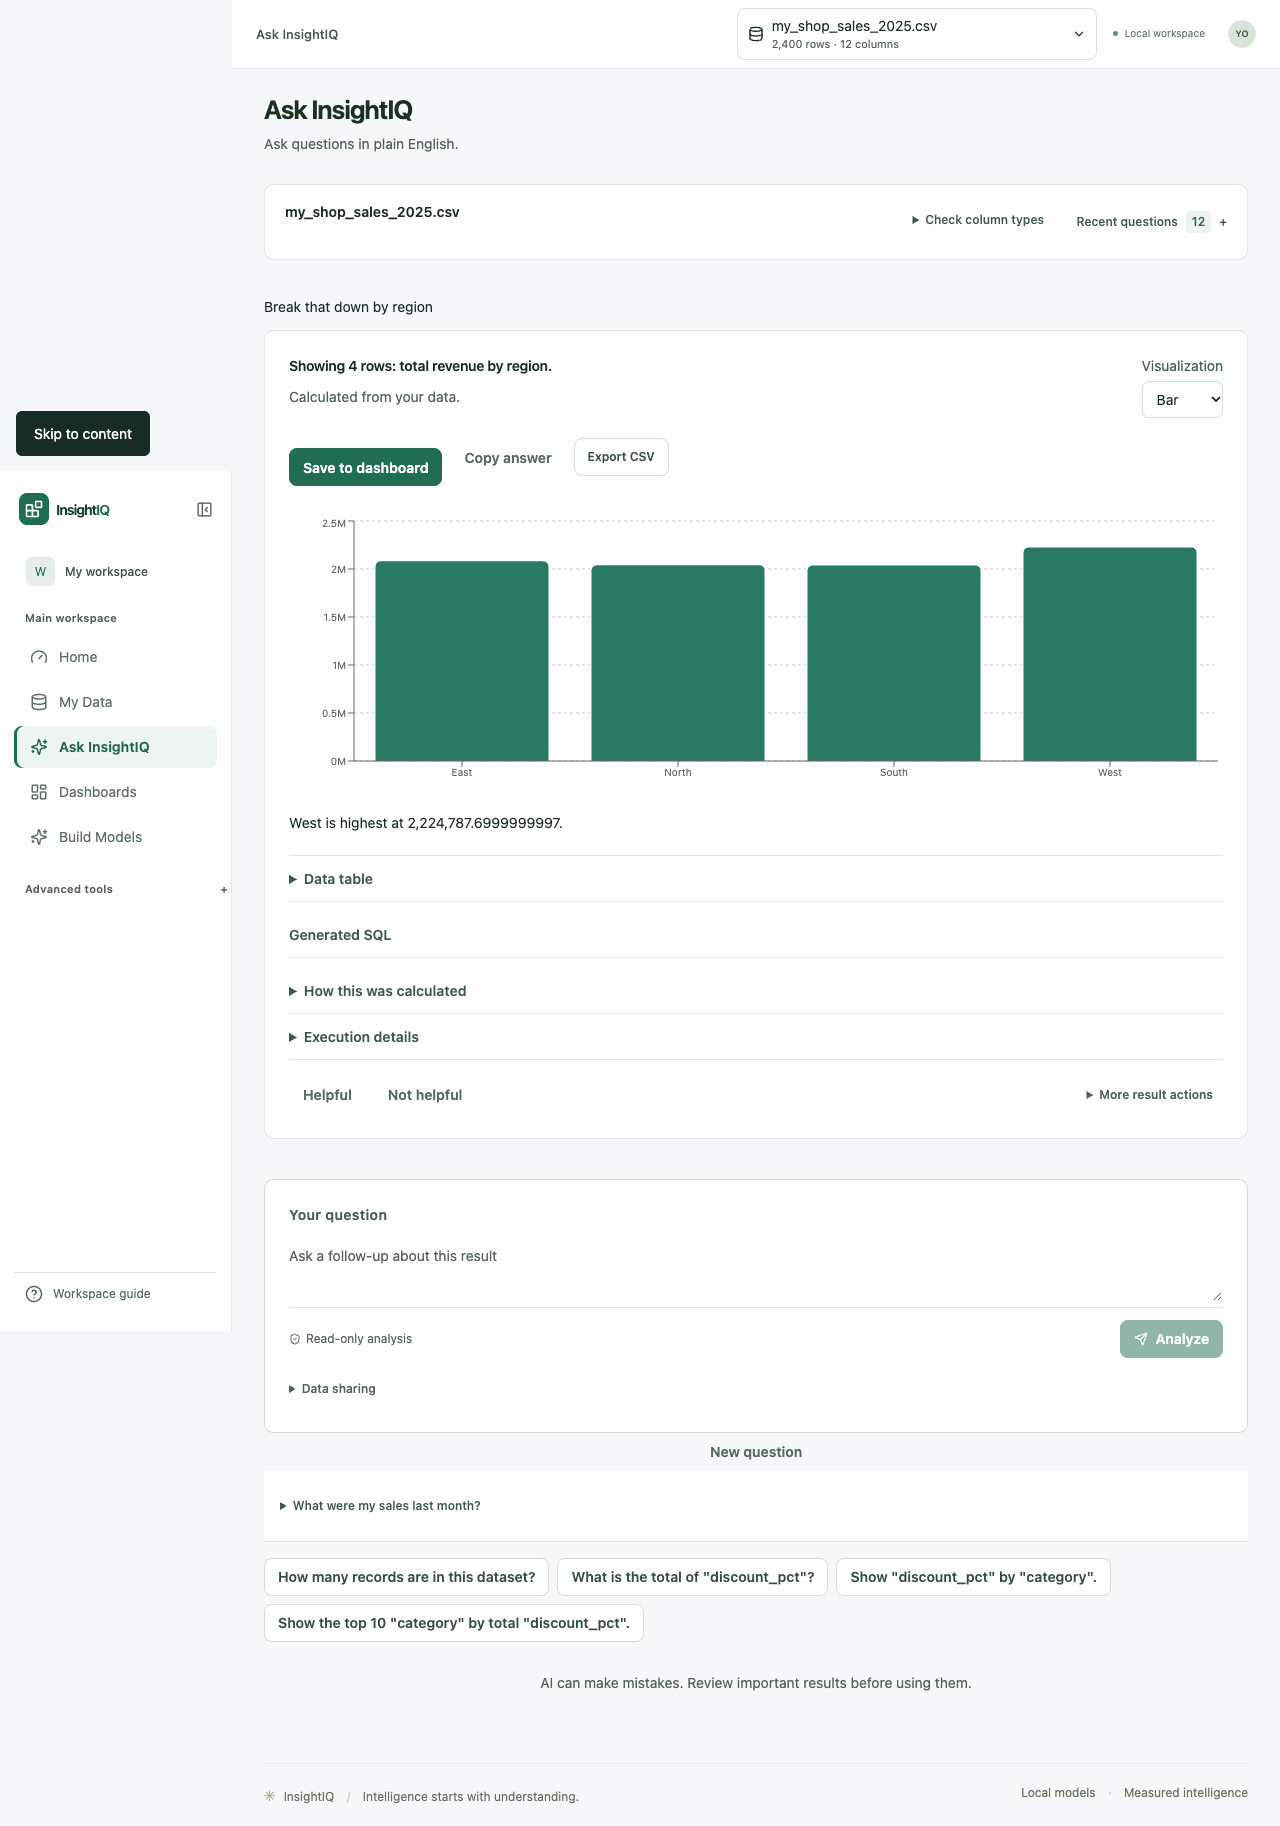 Ask InsightIQ
my_shop_sales_2025.csv
2,400 rows · 12 columns
Local workspace
YO
Ask InsightIQ
Ask questions in plain English.
my_shop_sales_2025.csv
Check column types
Recent questions 12 +
Break that down by region
Showing 4 rows: total revenue by region.
Calculated from your data.
Visualization
Bar
Save to dashboard
Copy answer
Export CSV
2.5M
2M
1.5M
1M
0.5M
0M
East
North
South
West
West is highest at 2,224,787.6999999997.
Data table
Generated SQL
How this was calculated
Execution details
Helpful
Not helpful
More result actions
Your question
Ask a follow-up about this result
Read-only analysis
Analyze
Data sharing
New question
What were my sales last month?
How many records are in this dataset?
What is the total of "discount_pct"?
Show "discount_pct" by "category".
Show the top 10 "category" by total "discount_pct".
AI can make mistakes. Review important results before using them.
InsightIQ / Intelligence starts with understanding.
Local models · Measured intelligence
Skip to content
InsightIQ
W
My workspace
Main workspace
Home
My Data
Ask InsightIQ
Dashboards
Build Models
Advanced tools +
Workspace guide